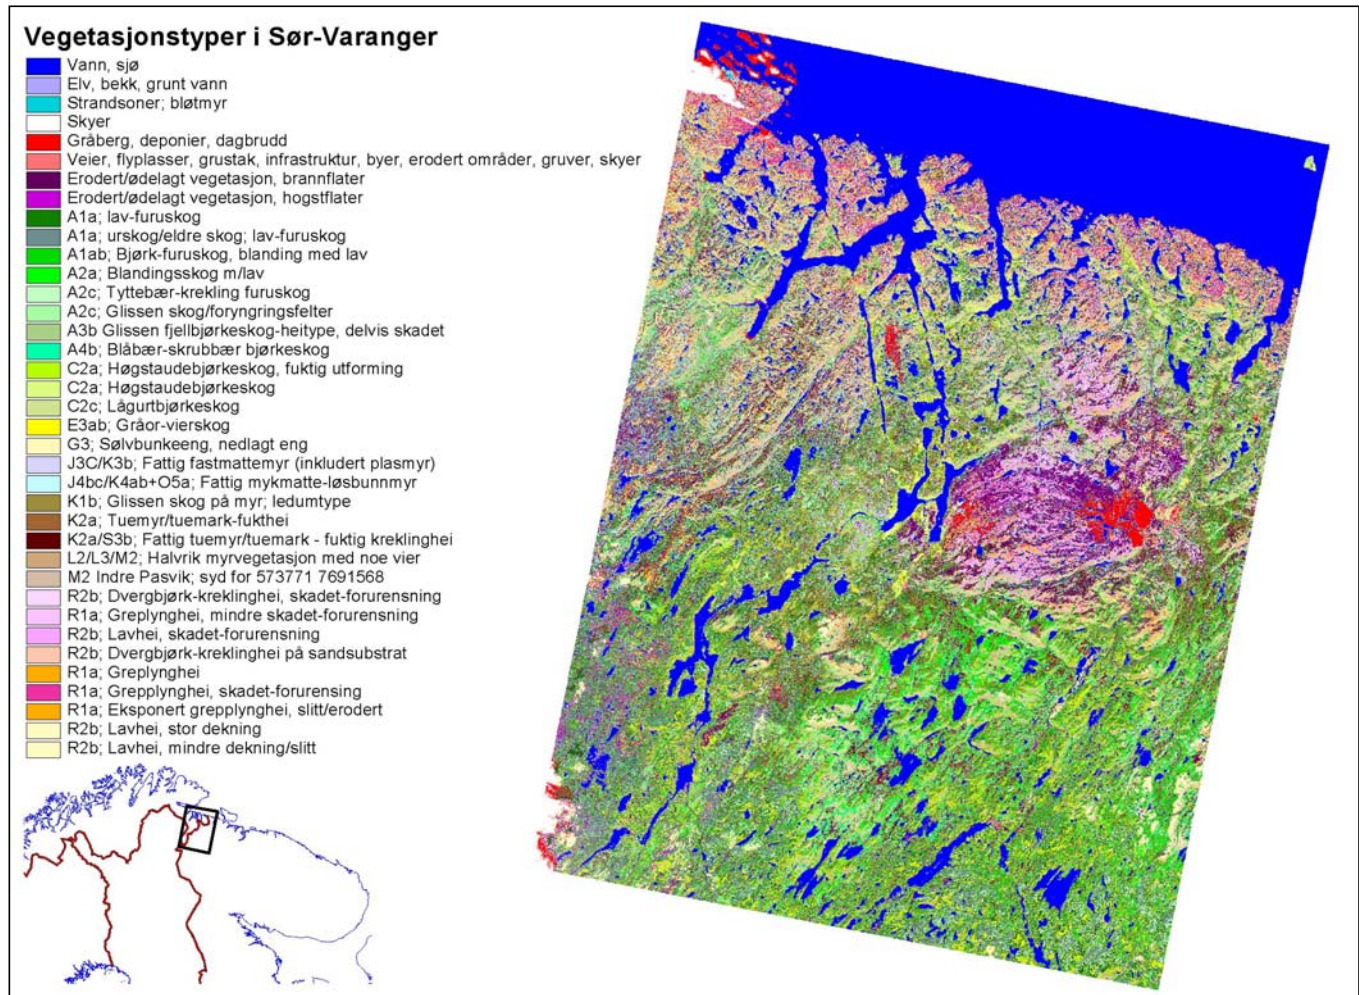 Vegetasjonstyper i Sør-Varanger
Vann, sjø
Elv, bekk, grunt vann
Strandsoner; bløtmyr
Skyer
Gråberg, deponier, dagbrudd
Veier, flyplasser, grustak, infrastruktur, byer, erodert områder, gruver, skyer
Erodert/ødelagt vegetasjon, brannflater
Erodert/ødelagt vegetasjon, hogstflater
A1a; lav-furuskog
A1a; urskog/eldre skog; lav-furuskog
A1ab; Bjørk-furuskog, blanding med lav
A2a; Blandingsskog m/lav
A2c; Tyttebær-krekling furuskog
A2c; Glissen skog/foryngringsfelter
A3b Glissen fjellbjørkeskog-heitype, delvis skadet
A4b; Blåbær-skrubbær bjørkeskog
C2a; Høgstaudebjørkeskog, fuktig utforming
C2a; Høgstaudebjørkeskog
C2c; Lågurtbjørkeskog
E3ab; Gråor-vierskog
G3; Sølvbunkeeng, nedlagt eng
J3C/K3b; Fattig fastmattemyr (inkludert plasmyr)
J4bc/K4ab+O5a; Fattig mykmatte-løsbunnmyr
K1b; Glissen skog på myr; ledumtype
K2a; Tuemyr/tuemark-fukthei
K2a/S3b; Fattig tuemyr/tuemark - fuktig kreklinghei
L2/L3/M2; Halvrik myrvegetasjon med noe vier
M2 Indre Pasvik; syd for 573771 7691568
R2b; Dvergbjørk-kreklinghei, skadet-forurensning
R1a; Greplynghei, mindre skadet-forurensning
R2b; Lavhei, skadet-forurensning
R2b; Dvergbjørk-kreklinghei på sandsubstrat
R1a; Greplynghei
R1a; Grepplynghei, skadet-forurensing
R1a; Eksponert grepplynghei, slitt/erodert
R2b; Lavhei, stor dekning
R2b; Lavhei, mindre dekning/slitt